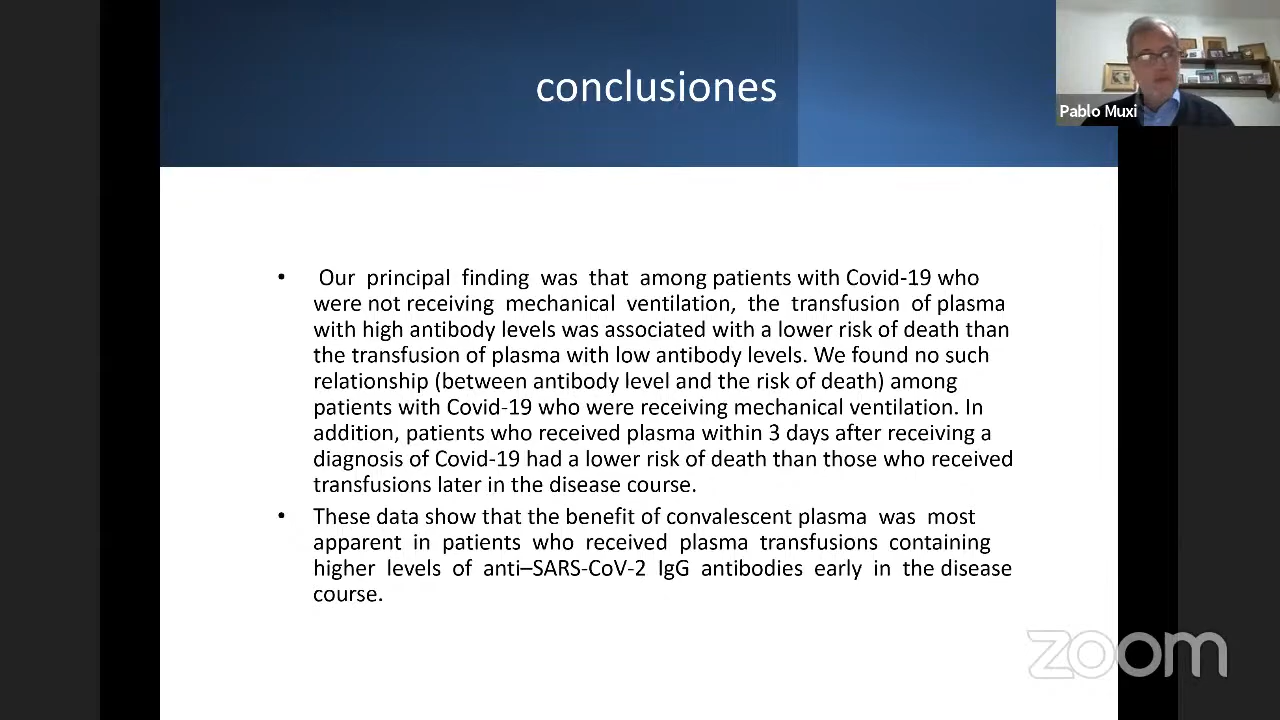 conclusiones
Pablo Muxi
• Our principal finding was that among patients with Covid-19 who
were not receiving mechanical ventilation, the transfusion of plasma
with high antibody levels was associated with a lower risk of death than
the transfusion of plasma with low antibody levels. We found no such
relationship (between antibody level and the risk of death) among
patients with Covid-19 who were receiving mechanical ventilation. In
addition, patients who received plasma within 3 days after receiving a
diagnosis of Covid-19 had a lower risk of death than those who received
transfusions later in the disease course.
• These data show that the benefit of convalescent plasma was most
apparent in patients who received plasma transfusions containing
higher levels of anti–SARS-CoV-2 IgG antibodies early in the disease
course.
zoom